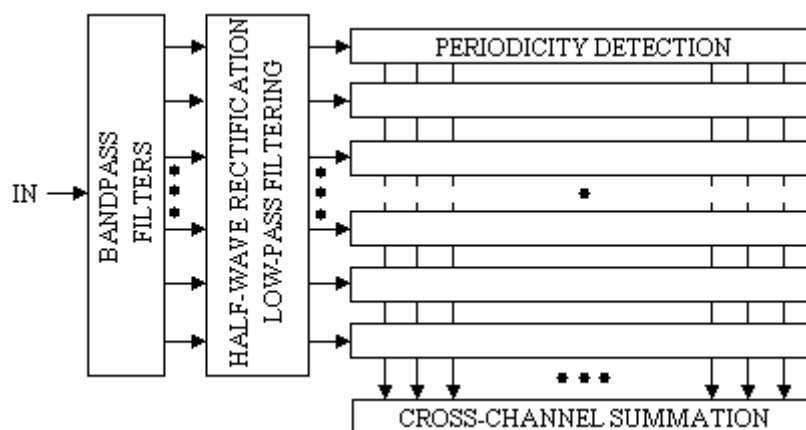 PERIODICITY DETECTION
IN
BANDPASS
FILTERS
HALF-WAVE RECTIFICATION
LOW-PASS FILTERING
CROSS-CHANNEL SUMMATION